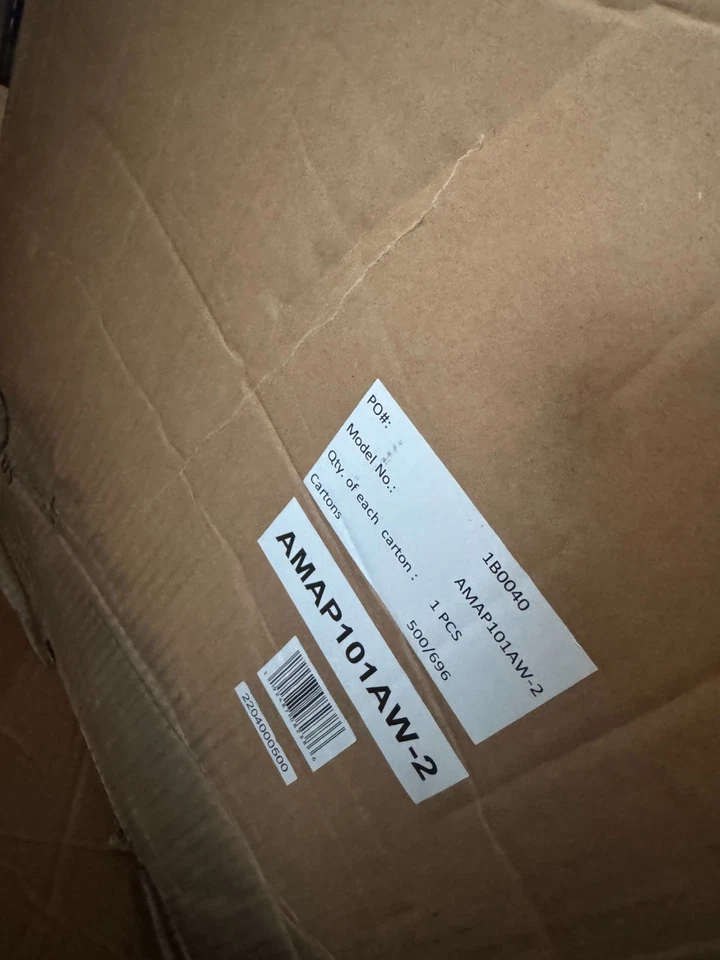 PO#: 1B0040
Model No.: AMAP101AW-2
Qty. of each carton : 1 PCS
Cartons 500/696
AMAP101AW-2
2204000500